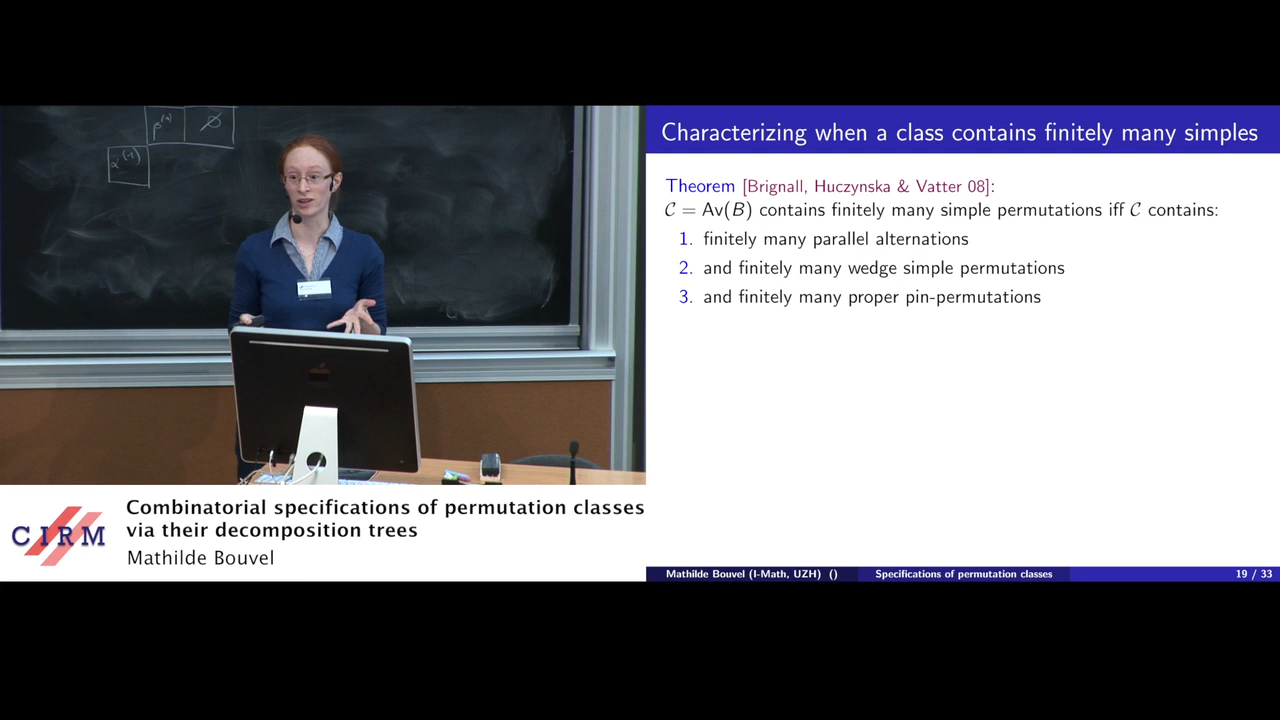 β(1) ∅
α(-1)
Characterizing when a class contains finitely many simples
Theorem [Brignall, Huczynska & Vatter 08]:
𝒞 = Av(B) contains finitely many simple permutations iff 𝒞 contains:
1. finitely many parallel alternations
2. and finitely many wedge simple permutations
3. and finitely many proper pin-permutations
CIRM
Combinatorial specifications of permutation classes
via their decomposition trees
Mathilde Bouvel
Mathilde Bouvel (I-Math, UZH) () Specifications of permutation classes 19 / 33